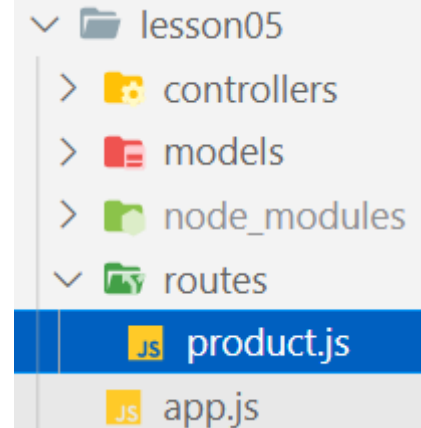 lesson05
controllers
models
node_modules
routes
JS product.js
JS app.js